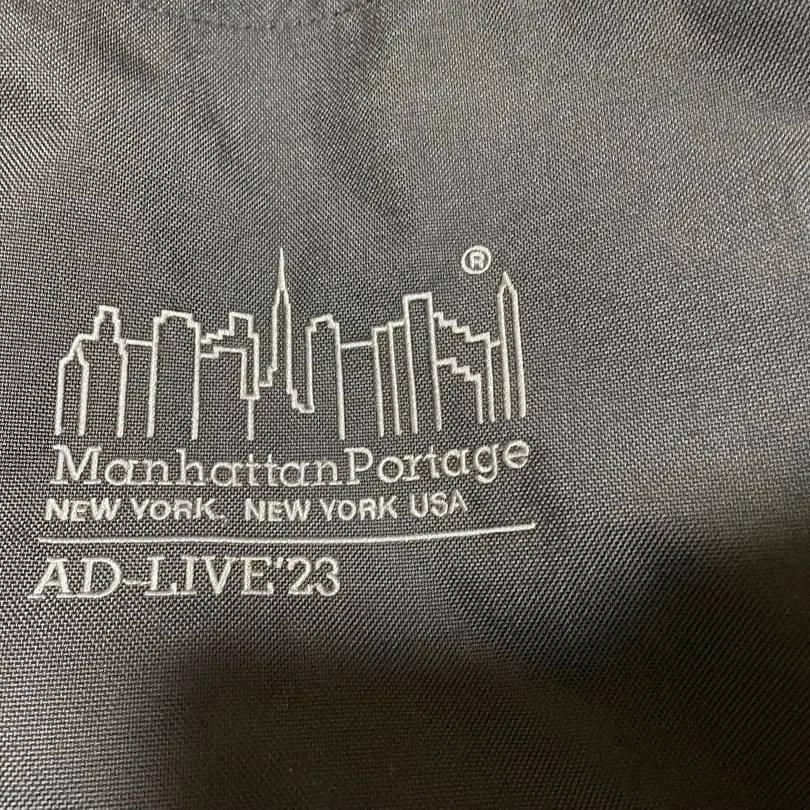 ®
ManhattanPortage
NEW YORK, NEW YORK USA
AD-LIVE'23